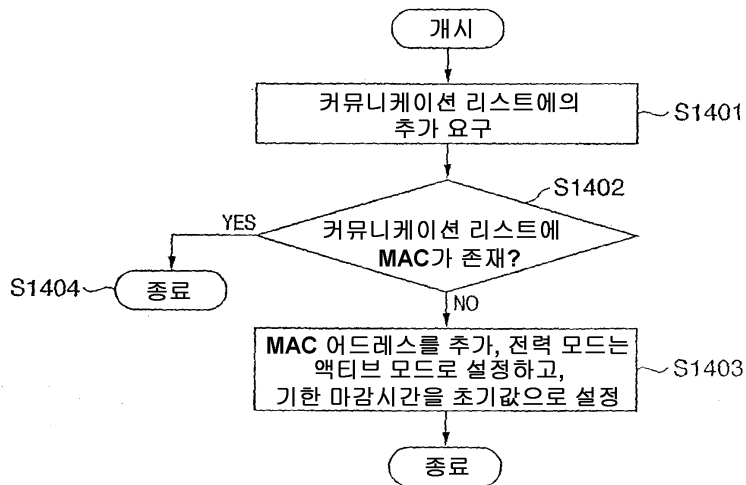 개시
커뮤니케이션 리스트에의
추가 요구
S1401
S1402
커뮤니케이션 리스트에
MAC가 존재?
YES
S1404
종료
NO
MAC 어드레스를 추가, 전력 모드는
액티브 모드로 설정하고,
기한 마감시간을 초기값으로 설정
S1403
종료